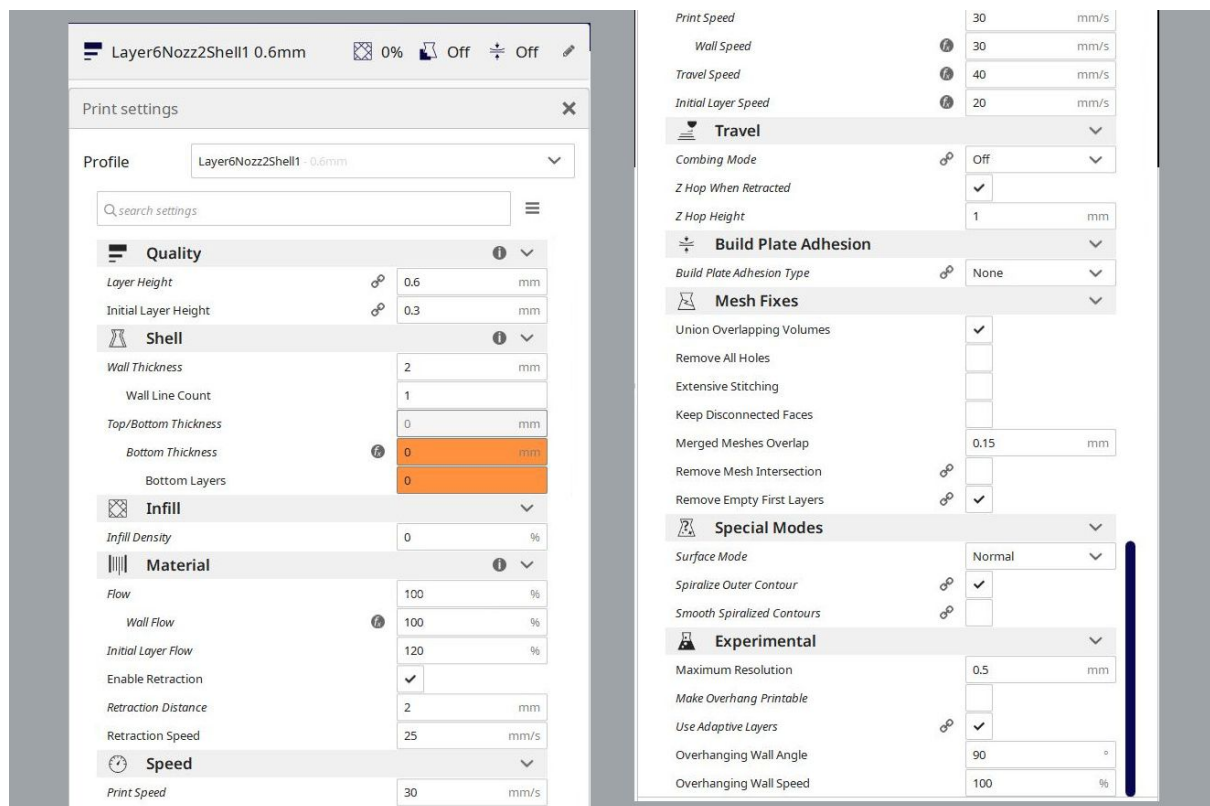 Layer6Nozz2Shell1 0.6mm 0% Off Off
Print settings
Profile Layer6Nozz2Shell1 - 0.6mm
search settings
Quality
Layer Height 0.6 mm
Initial Layer Height 0.3 mm
Shell
Wall Thickness 2 mm
Wall Line Count 1
Top/Bottom Thickness 0 mm
Bottom Thickness 0 mm
Bottom Layers 0
Infill
Infill Density 0 %
Material
Flow 100 %
Wall Flow 100 %
Initial Layer Flow 120 %
Enable Retraction
Retraction Distance 2 mm
Retraction Speed 25 mm/s
Speed
Print Speed 30 mm/s
Print Speed 30 mm/s
Wall Speed 30 mm/s
Travel Speed 40 mm/s
Initial Layer Speed 20 mm/s
Travel
Combing Mode Off
Z Hop When Retracted
Z Hop Height 1 mm
Build Plate Adhesion
Build Plate Adhesion Type None
Mesh Fixes
Union Overlapping Volumes
Remove All Holes
Extensive Stitching
Keep Disconnected Faces
Merged Meshes Overlap 0.15 mm
Remove Mesh Intersection
Remove Empty First Layers
Special Modes
Surface Mode Normal
Spiralize Outer Contour
Smooth Spiralized Contours
Experimental
Maximum Resolution 0.5 mm
Make Overhang Printable
Use Adaptive Layers
Overhanging Wall Angle 90 °
Overhanging Wall Speed 100 %